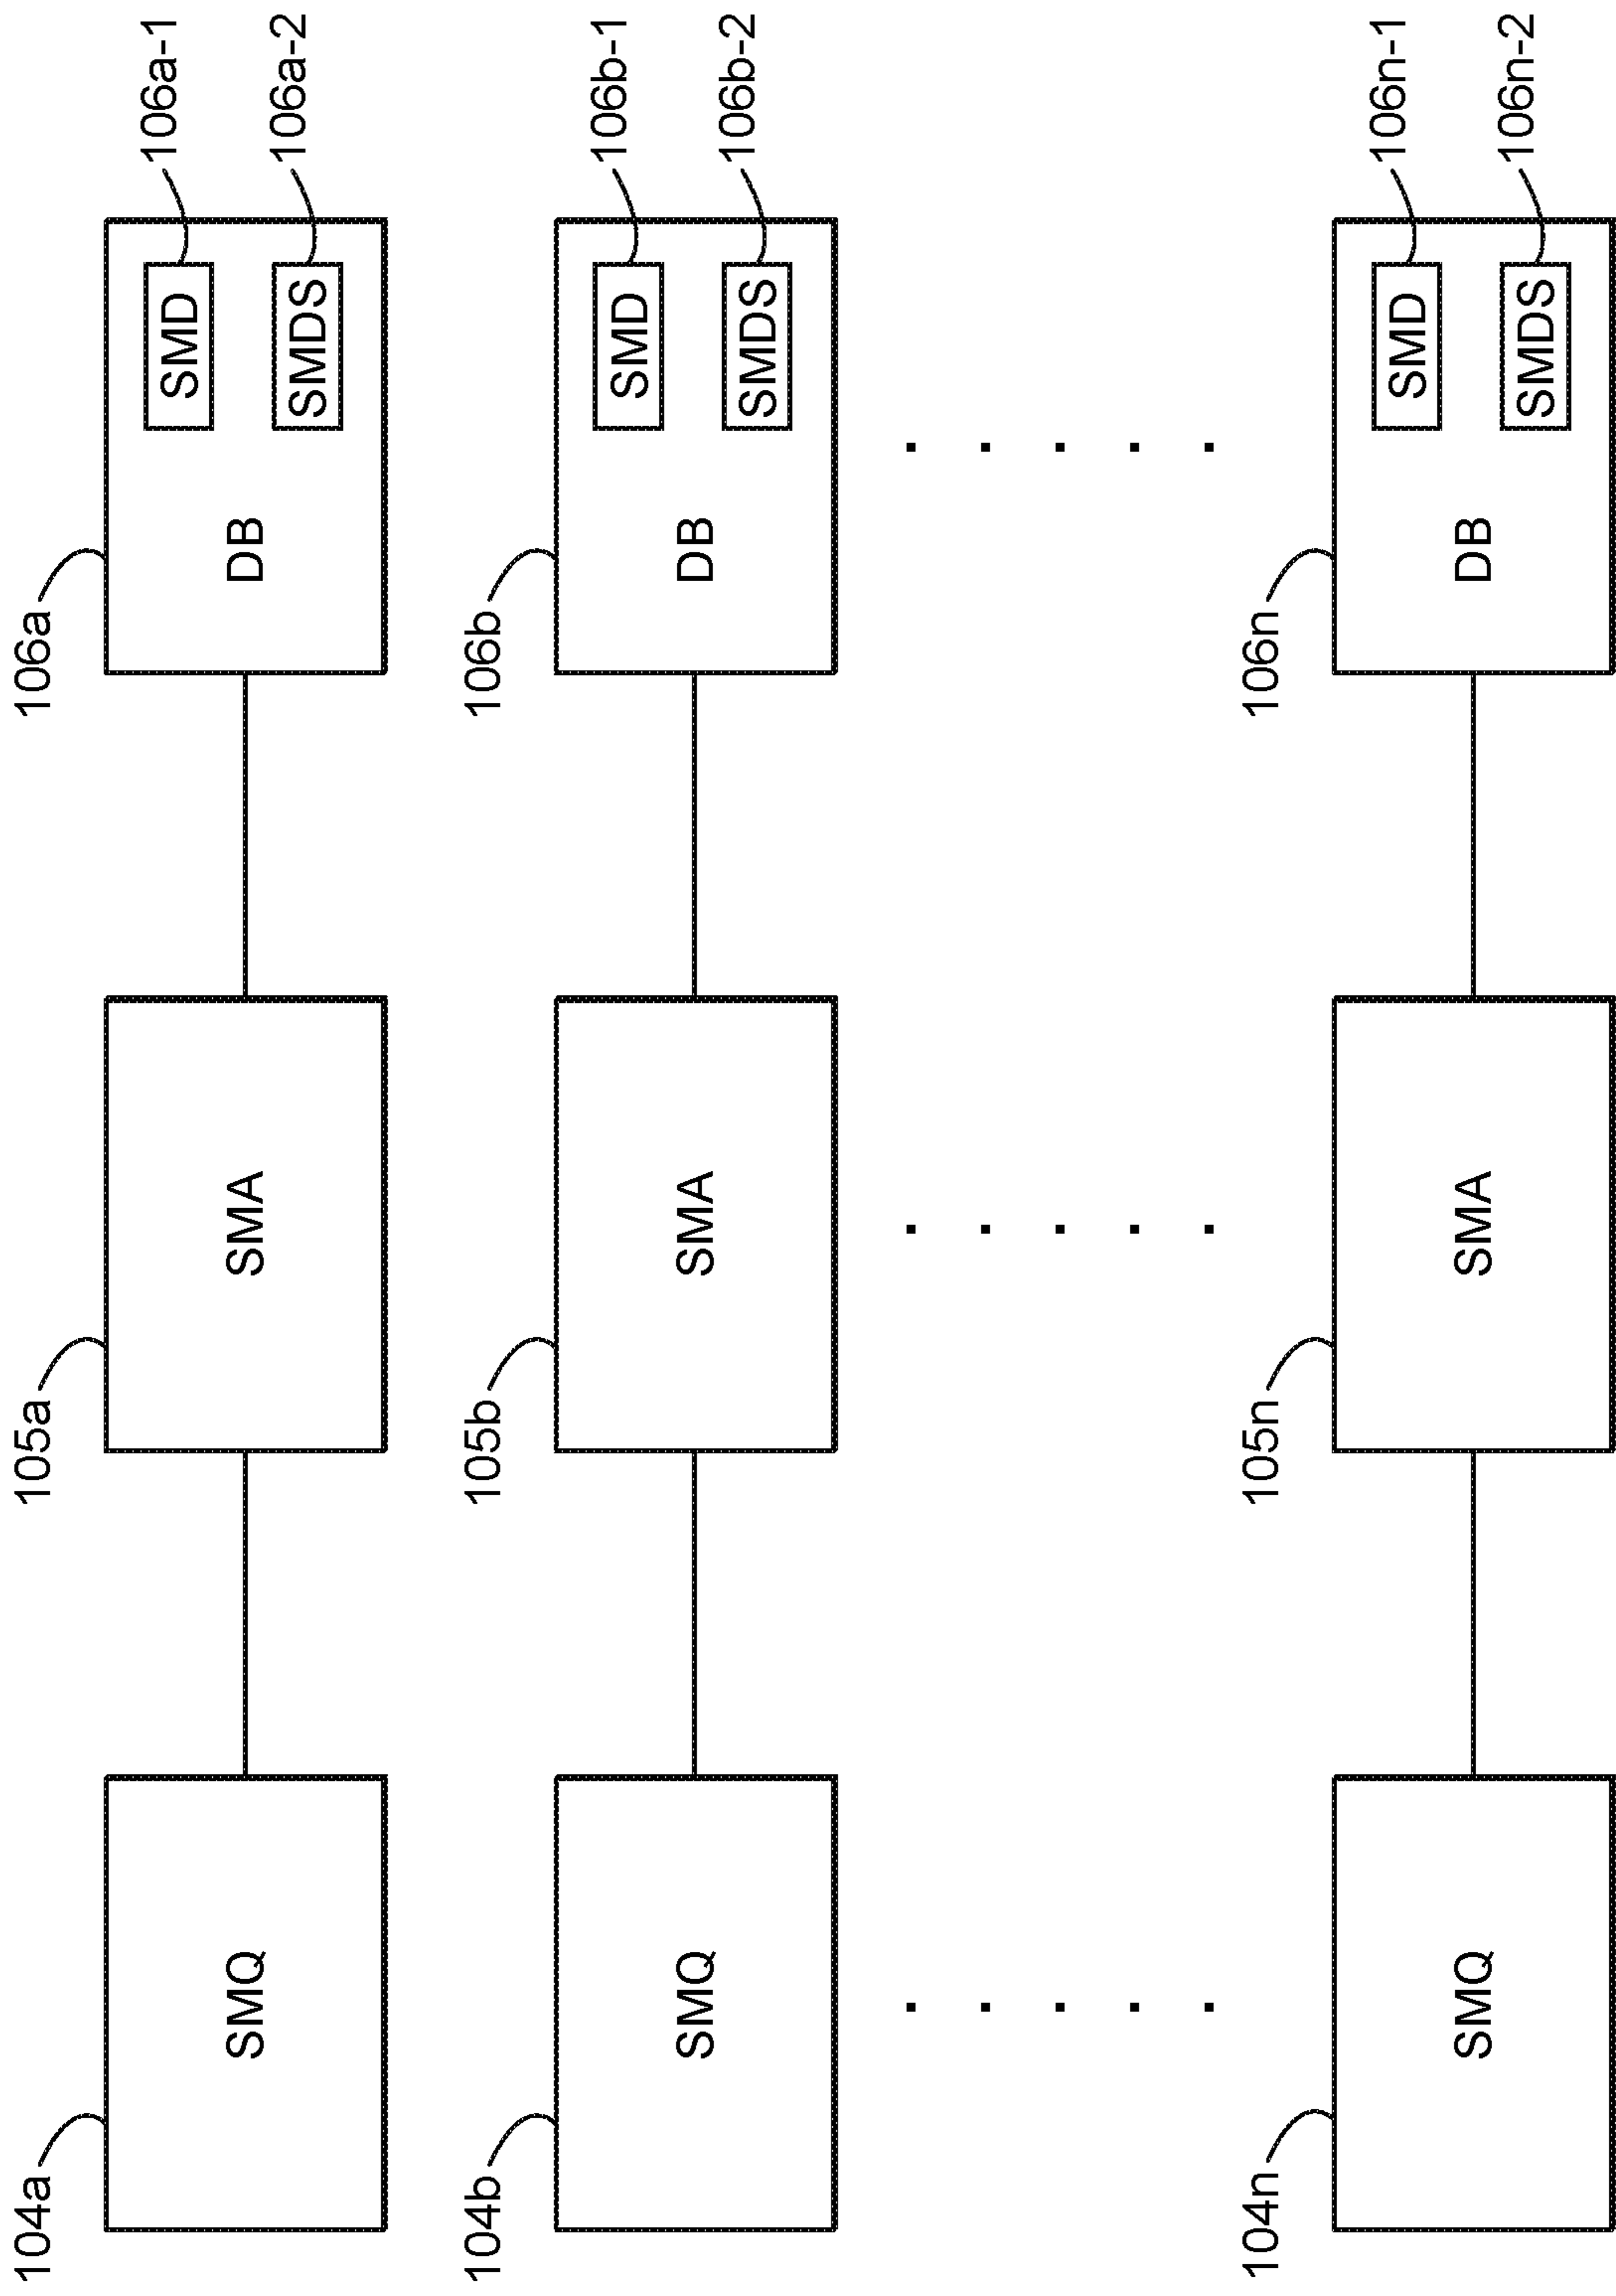 104a
SMQ
105a
SMA
106a
DB
SMD
106a-1
SMDS
106a-2
104b
SMQ
105b
SMA
106b
DB
SMD
106b-1
SMDS
106b-2
104n
SMQ
105n
SMA
106n
DB
SMD
106n-1
SMDS
106n-2